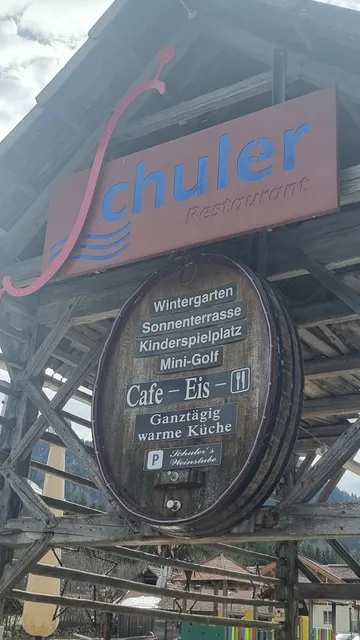 Schuler
Restaurant
Wintergarten
Sonnenterrasse
Kinderspielplatz
Mini-Golf
Cafe - Eis -
Ganztägig
warme Küche
P Schuler's
Weinstube